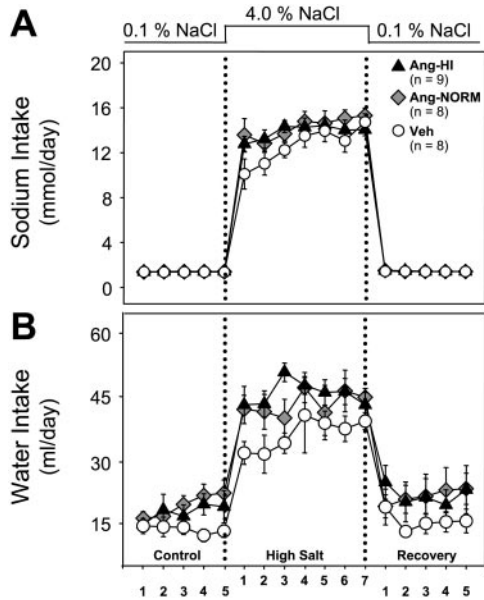 A
4.0 % NaCl
0.1 % NaCl
0.1 % NaCl
Sodium Intake
(mmol/day)
20
16
12
8
4
0
Ang-HI
(n = 9)
Ang-NORM
(n = 8)
Veh
(n = 8)
B
Water Intake
(ml/day)
60
45
30
15
Control
High Salt
Recovery
1 2 3 4 5 1 2 3 4 5 6 7 1 2 3 4 5